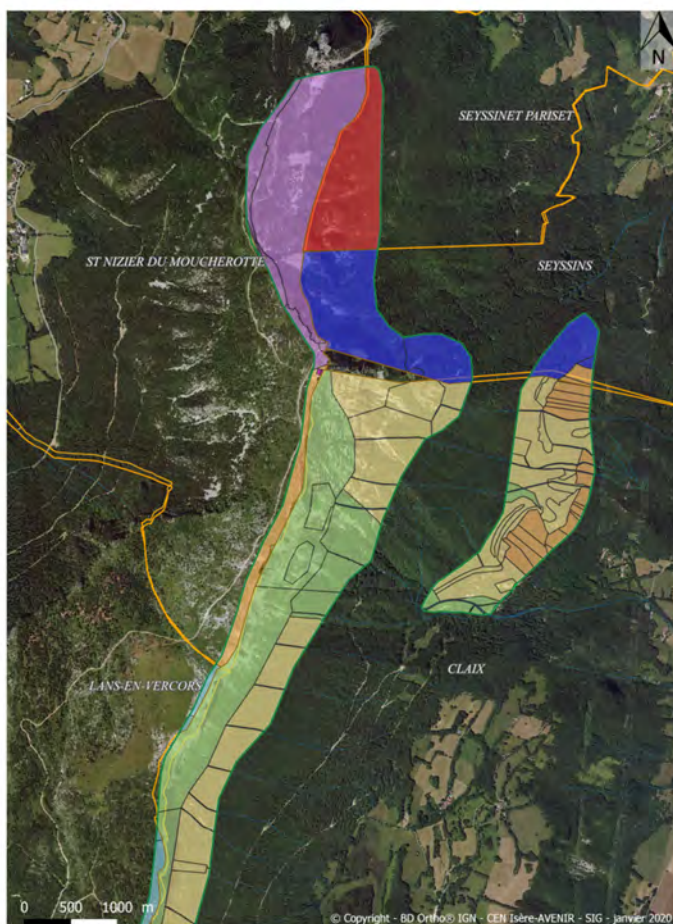 N
SEYSSINET PARISET
ST NIZIER DU MOUCHEROTTE
SEYSSINS
CLAIX
LANS-EN-VERCORS
0 500 1000 m
© Copyright - BD Ortho® IGN - CEN Isère-AVENIR - SIG - janvier 2020